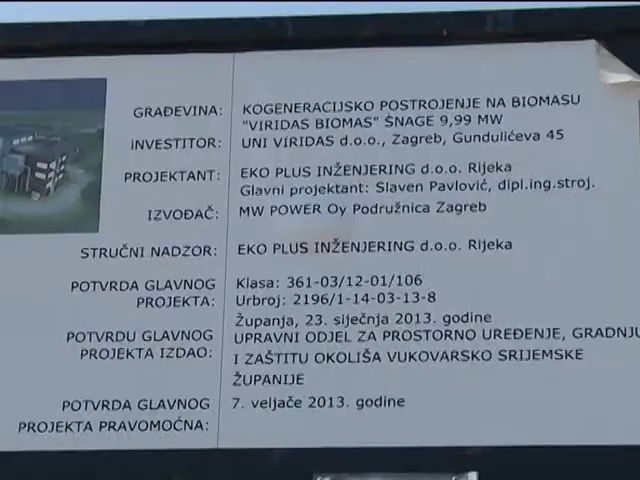 GRAĐEVINA: KOGENERACIJSKO POSTROJENJE NA BIOMASU
"VIRIDAS BIOMAS" SNAGE 9,99 MW
INVESTITOR: UNI VIRIDAS d.o.o., Zagreb, Gundulićeva 45
PROJEKTANT: EKO PLUS INŽENJERING d.o.o. Rijeka
Glavni projektant: Slaven Pavlović, dipl.ing.stroj.
IZVOĐAČ: MW POWER Oy Podružnica Zagreb
STRUČNI NADZOR: EKO PLUS INŽENJERING d.o.o. Rijeka
POTVRDA GLAVNOG Klasa: 361-03/12-01/106
PROJEKTA: Urbroj: 2196/1-14-03-13-8
Županja, 23. siječnja 2013. godine
POTVRDU GLAVNOG UPRAVNI ODJEL ZA PROSTORNO UREĐENJE, GRADNJU
PROJEKTA IZDAO: I ZAŠTITU OKOLIŠA VUKOVARSKO SRIJEMSKE
ŽUPANIJE
POTVRDA GLAVNOG 7. veljače 2013. godine
PROJEKTA PRAVOMOĆNA: